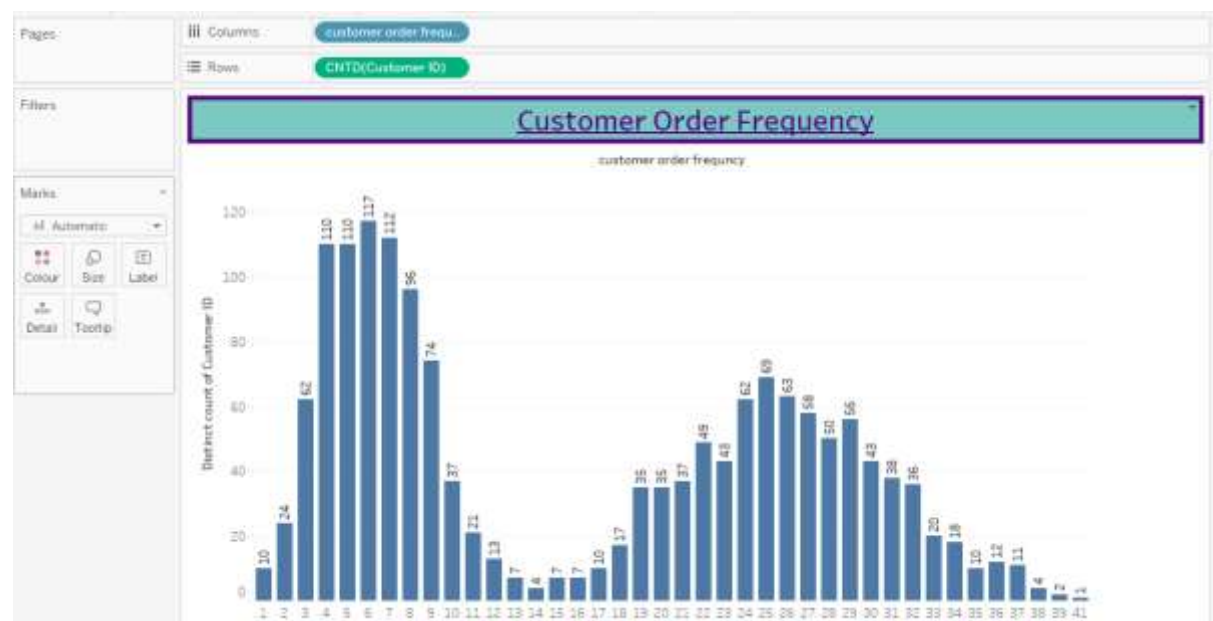 Pages
Columns
customer order frequ..
Rows
CNTD(Customer ID)
Filters
Customer Order Frequency
customer order frequncy
Marks
Automatic
Colour Size Label
Detail Tooltip
Distinct count of Customer ID
120
100
80
60
40
20
0
10 24 62 110 110 117 112 96 74 37 21 13 7 4 7 7 10 17 35 35 37 49 43 62 69 63 58 50 56 43 38 36 20 18 10 12 11 4 2 1
1 2 3 4 5 6 7 8 9 10 11 12 13 14 15 16 17 18 19 20 21 22 23 24 25 26 27 28 29 30 31 32 33 34 35 36 37 38 39 41